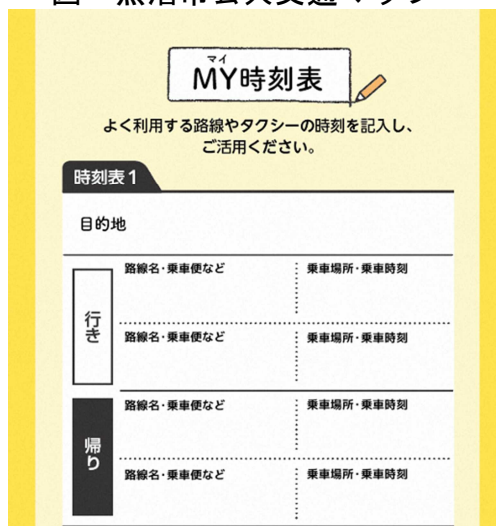 マイ
MY時刻表
よく利用する路線やタクシーの時刻を記入し、
ご活用ください。
時刻表1
目的地
行き
路線名・乗車便など 乗車場所・乗車時刻
路線名・乗車便など 乗車場所・乗車時刻
帰り
路線名・乗車便など 乗車場所・乗車時刻
路線名・乗車便など 乗車場所・乗車時刻